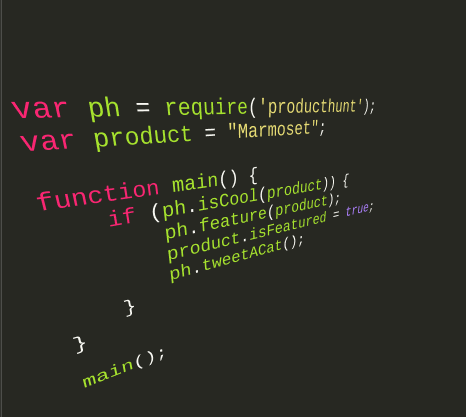 var ph = require('producthunt');
var product = "Marmoset";
function main() {
if (ph.isCool(product)) {
ph.feature(product);
product.isFeatured = true;
ph.tweetACat();
}
}
main();